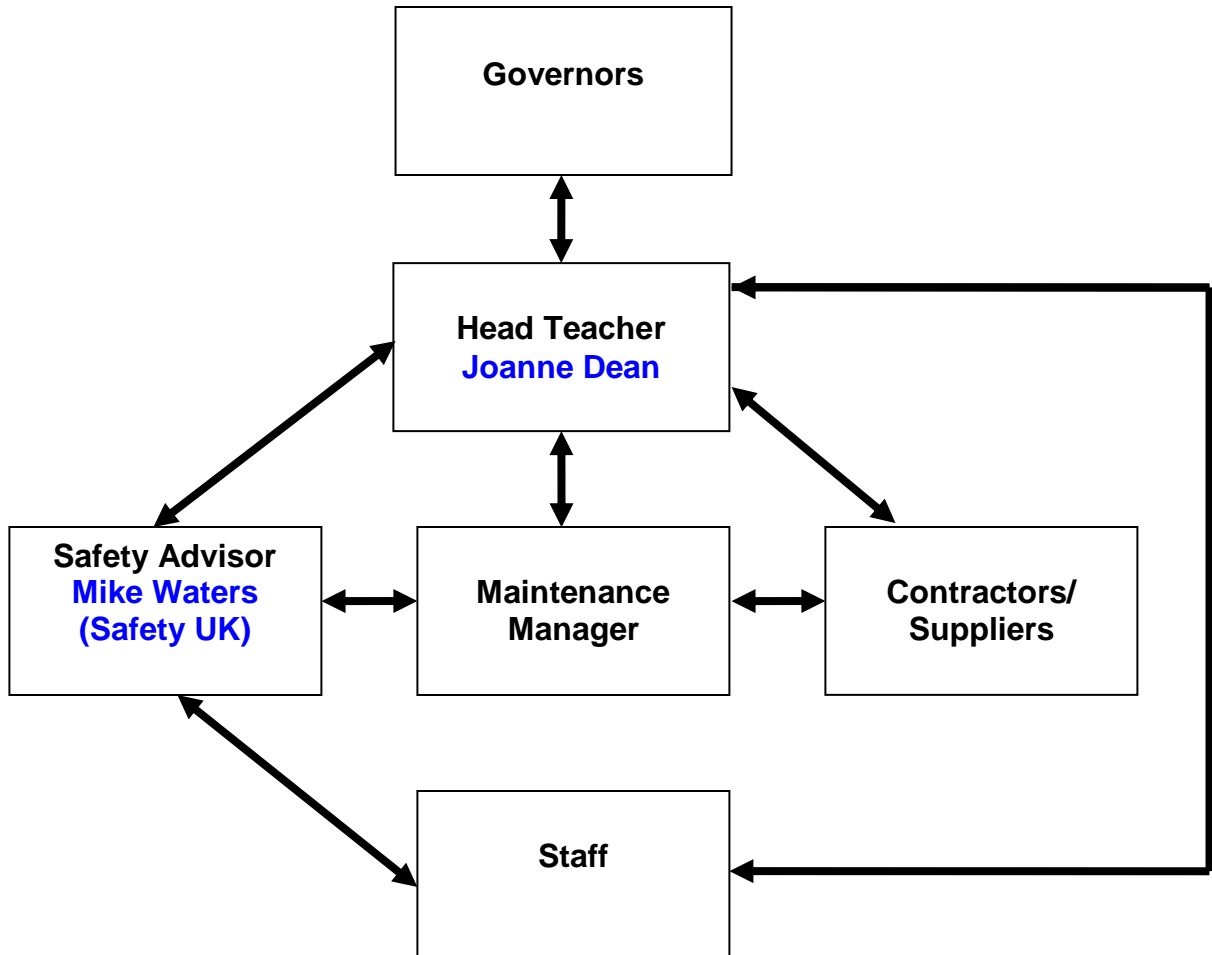 Governors
Head Teacher
Joanne Dean
Safety Advisor
Mike Waters
(Safety UK)
Maintenance
Manager
Contractors/
Suppliers
Staff